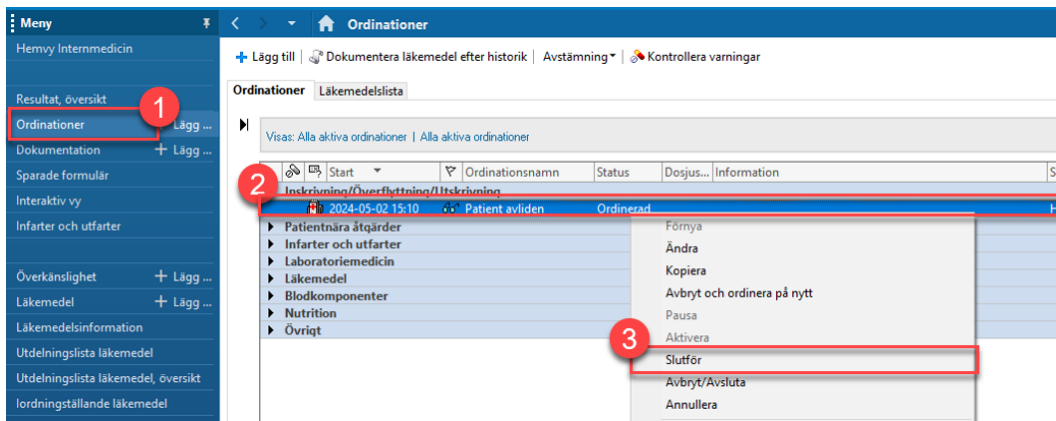 Meny
Hemvy Internmedicin
Resultat, översikt
1
Ordinationer Lägg ...
Dokumentation + Lägg ...
Sparade formulär
Interaktiv vy
Infarter och utfarter
Överkänslighet + Lägg ...
Läkemedel + Lägg ...
Läkemedelsinformation
Utdelningslista läkemedel
Utdelningslista läkemedel, översikt
Iordningställande läkemedel
Ordinationer
+ Lägg till | Dokumentera läkemedel efter historik | Avstämning | Kontrollera varningar
Ordinationer Läkemedelslista
Visas: Alla aktiva ordinationer | Alla aktiva ordinationer
Start Ordinationsnamn Status Dosjus... Information S
2
Inskrivning/Överflyttning/Utskrivning
2024-05-02 15:10 Patient avliden Ordinerad H
Patientnära åtgärder
Infarter och utfarter
Laboratoriemedicin
Läkemedel
Blodkomponenter
Nutrition
Övrigt
Förnya
Ändra
Kopiera
Avbryt och ordinera på nytt
Pausa
Aktivera
3
Slutför
Avbryt/Avsluta
Annullera